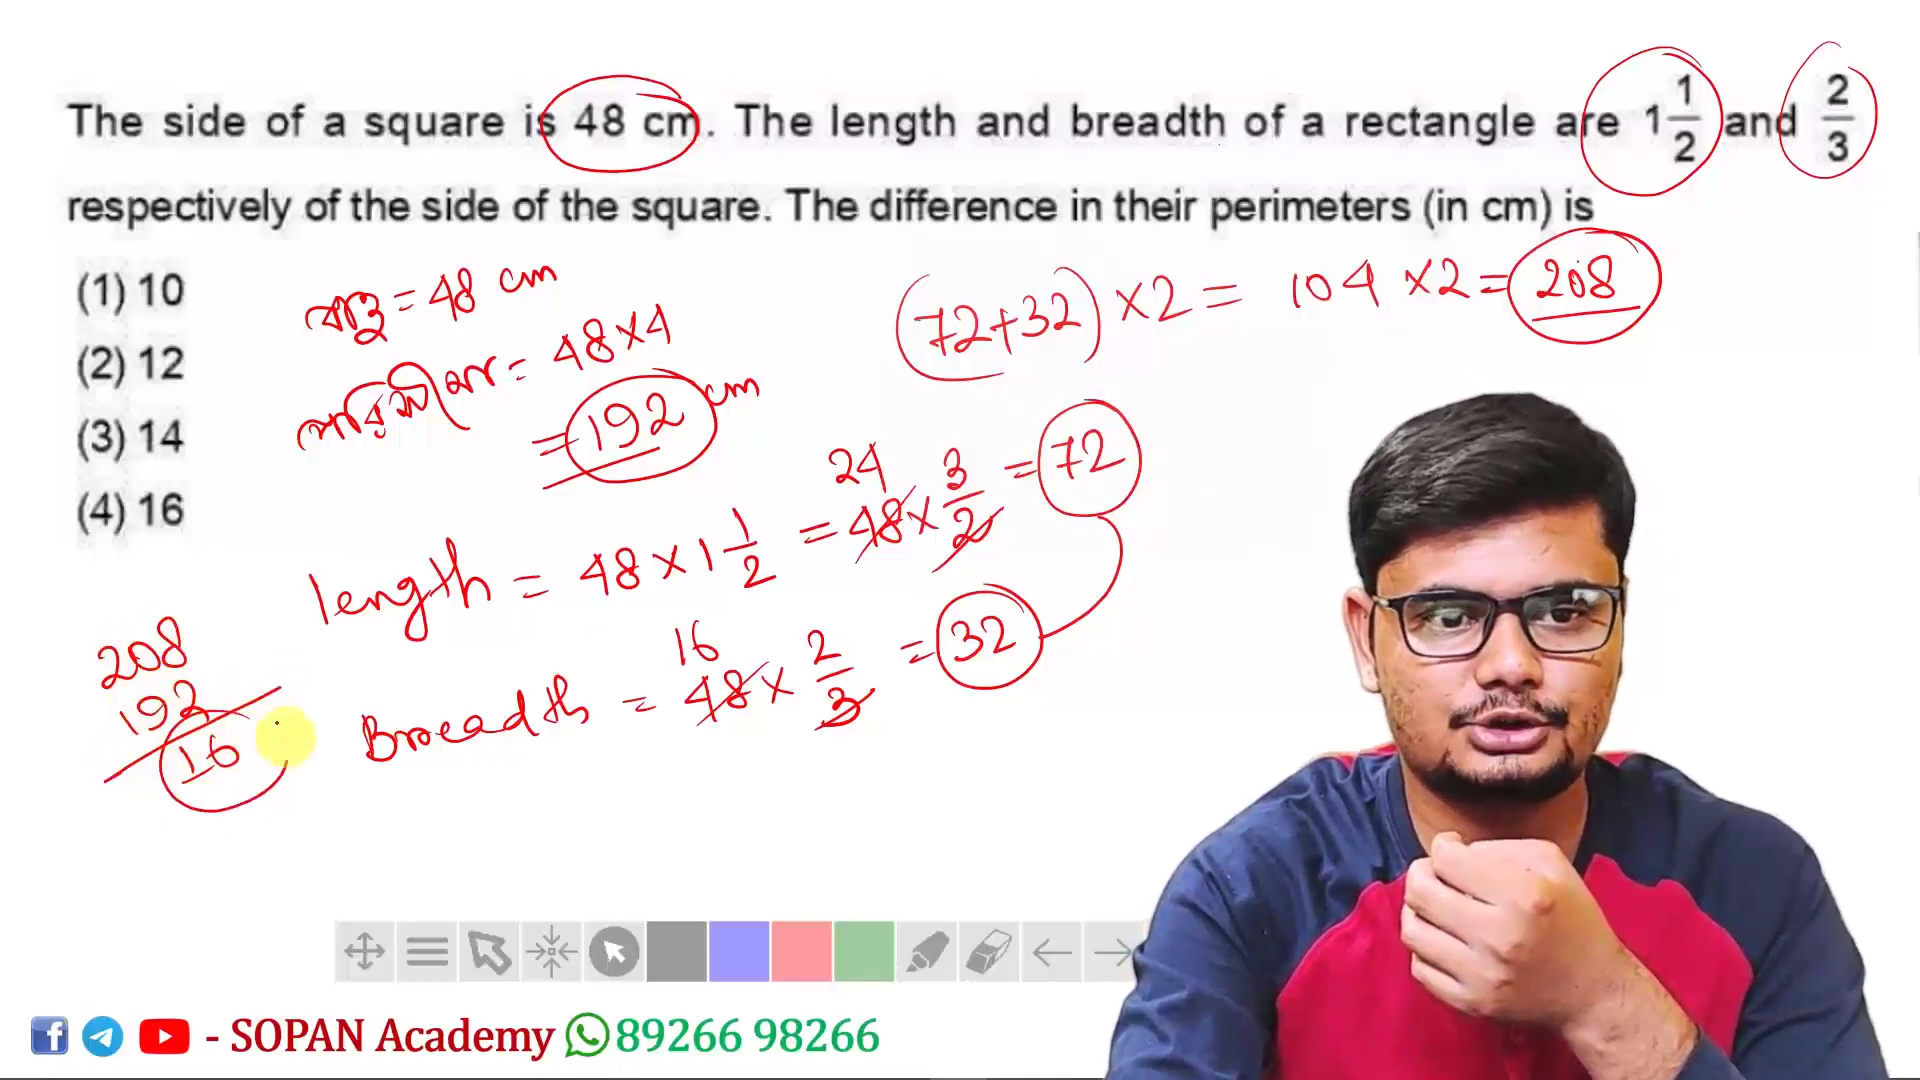 The side of a square is 48 cm. The length and breadth of a rectangle are 1 1/2 and 2/3
respectively of the side of the square. The difference in their perimeters (in cm) is
(1) 10
(2) 12
(3) 14
(4) 16
বাহু = 48 cm
পরিসীমা = 48 × 4
= 192 cm
(72+32) × 2 = 104 × 2 = 208
24
length = 48 × 1 1/2 = 48 × 3/2 = 72
16
Breadth = 48 × 2/3 = 32
208
192
16
- SOPAN Academy 89266 98266